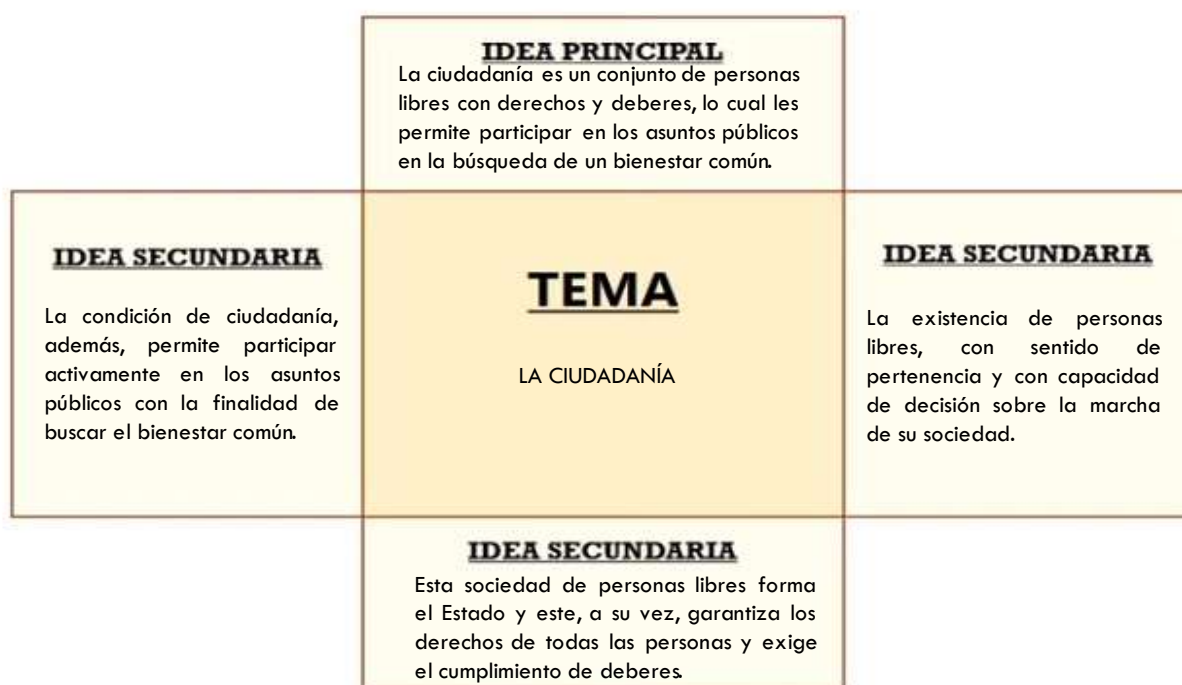 IDEA PRINCIPAL
La ciudadanía es un conjunto de personas
libres con derechos y deberes, lo cual les
permite participar en los asuntos públicos
en la búsqueda de un bienestar común.
IDEA SECUNDARIA
La condición de ciudadanía,
además, permite participar
activamente en los asuntos
públicos con la finalidad de
buscar el bienestar común.
TEMA
LA CIUDADANÍA
IDEA SECUNDARIA
La existencia de personas
libres, con sentido de
pertenencia y con capacidad
de decisión sobre la marcha
de su sociedad.
IDEA SECUNDARIA
Esta sociedad de personas libres forma
el Estado y este, a su vez, garantiza los
derechos de todas las personas y exige
el cumplimiento de deberes.